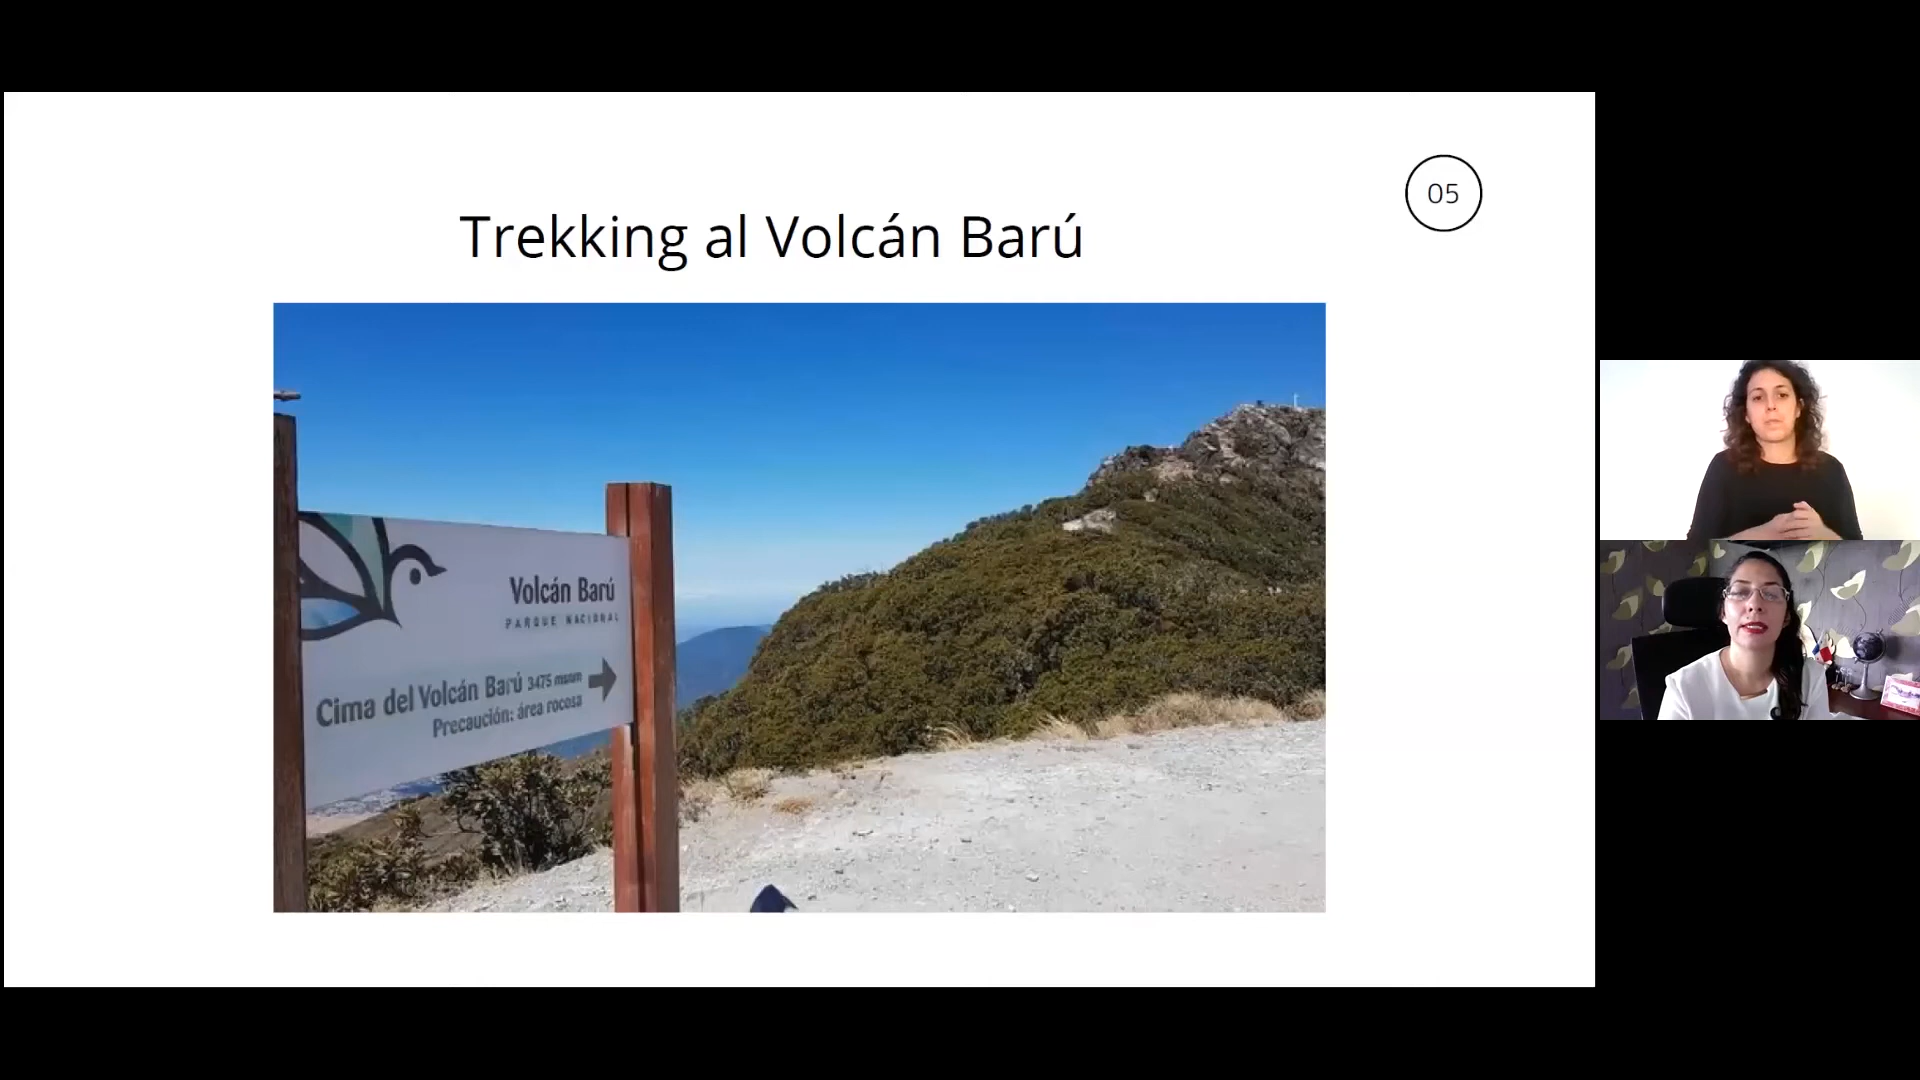 05
Trekking al Volcán Barú
Volcán Barú
PARQUE NACIONAL
Cima del Volcán Barú 3475 msnm
Precaución: área rocosa